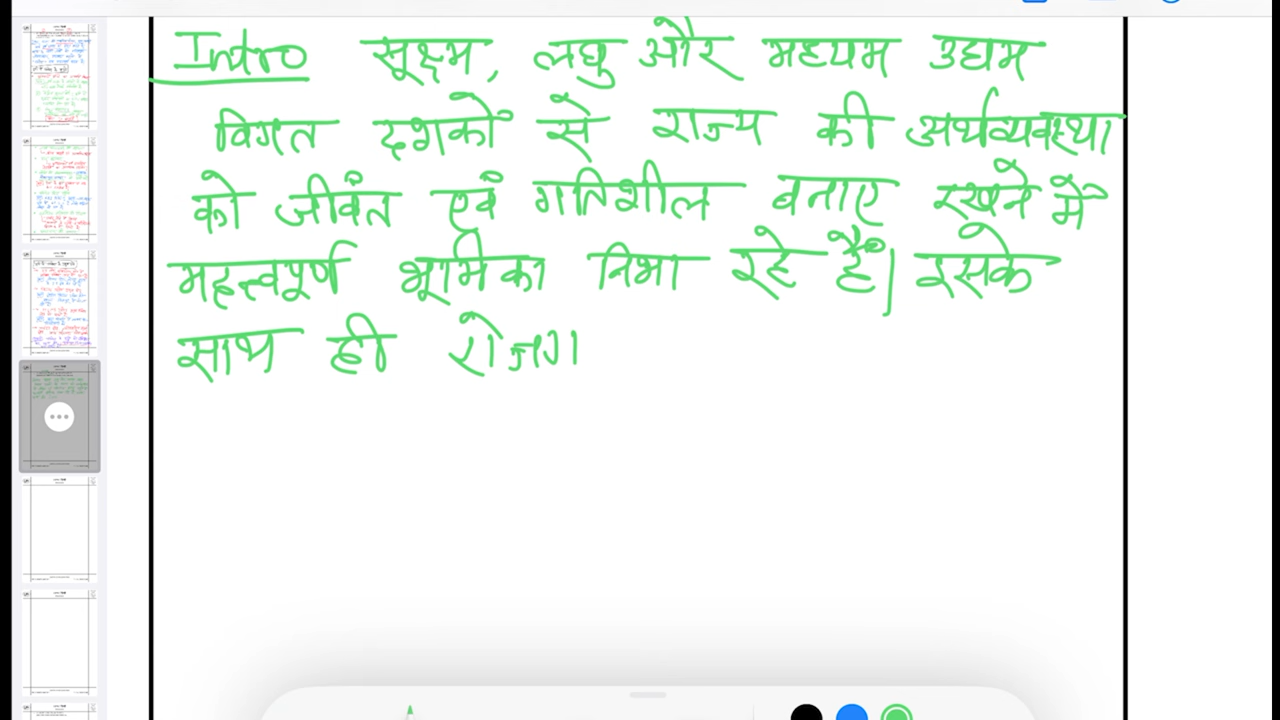 Intro सूक्ष्म, लघु और मध्यम उद्यम
विगत दशकों से राज्य की अर्थव्यवस्था
को जीवंत एवं गतिशील बनाए रखने में
महत्त्वपूर्ण भूमिका निभा रहे हैं| इसके
साथ ही रोजग